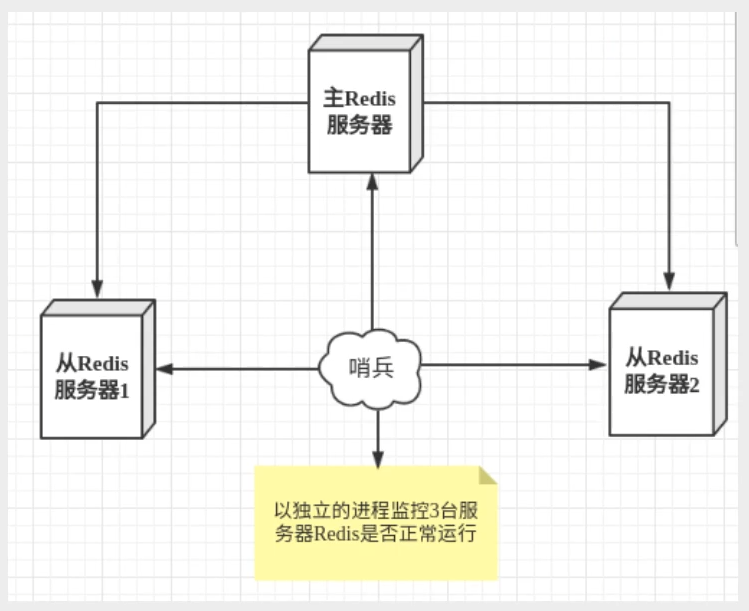 主Redis
服务器
从Redis
服务器1
哨兵
从Redis
服务器2
以独立的进程监控3台服
务器Redis是否正常运行